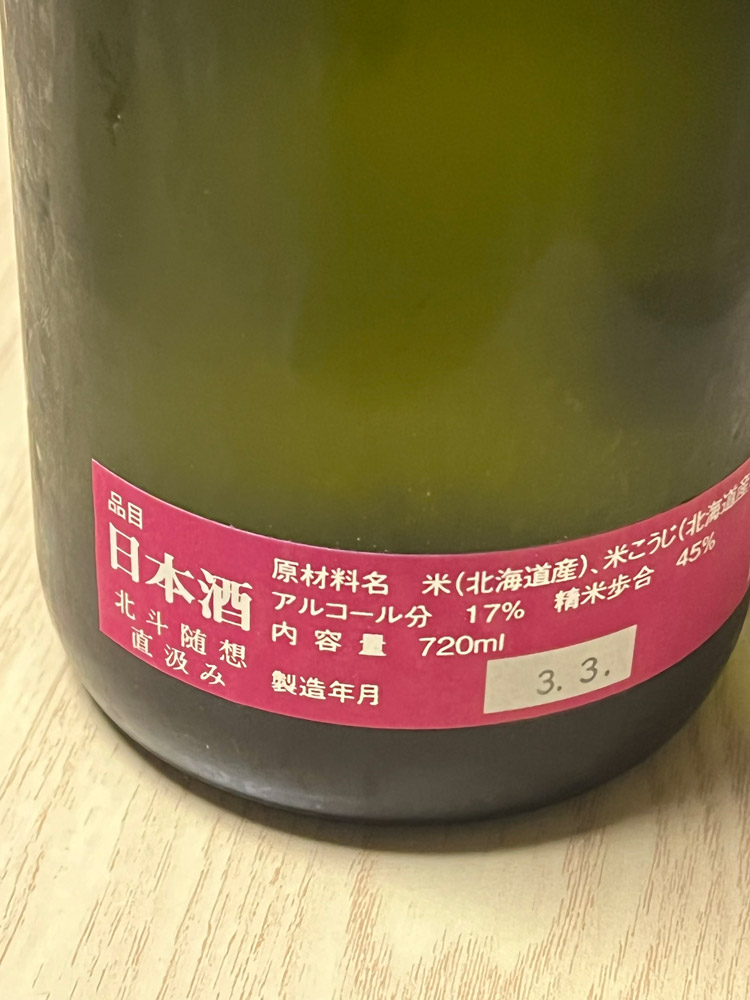 品目
日本酒
北斗随想
直汲み
原材料名 米(北海道産)、米こうじ(北海道産
アルコール分 17% 精米歩合 45%
内容量 720ml
製造年月 3.3.